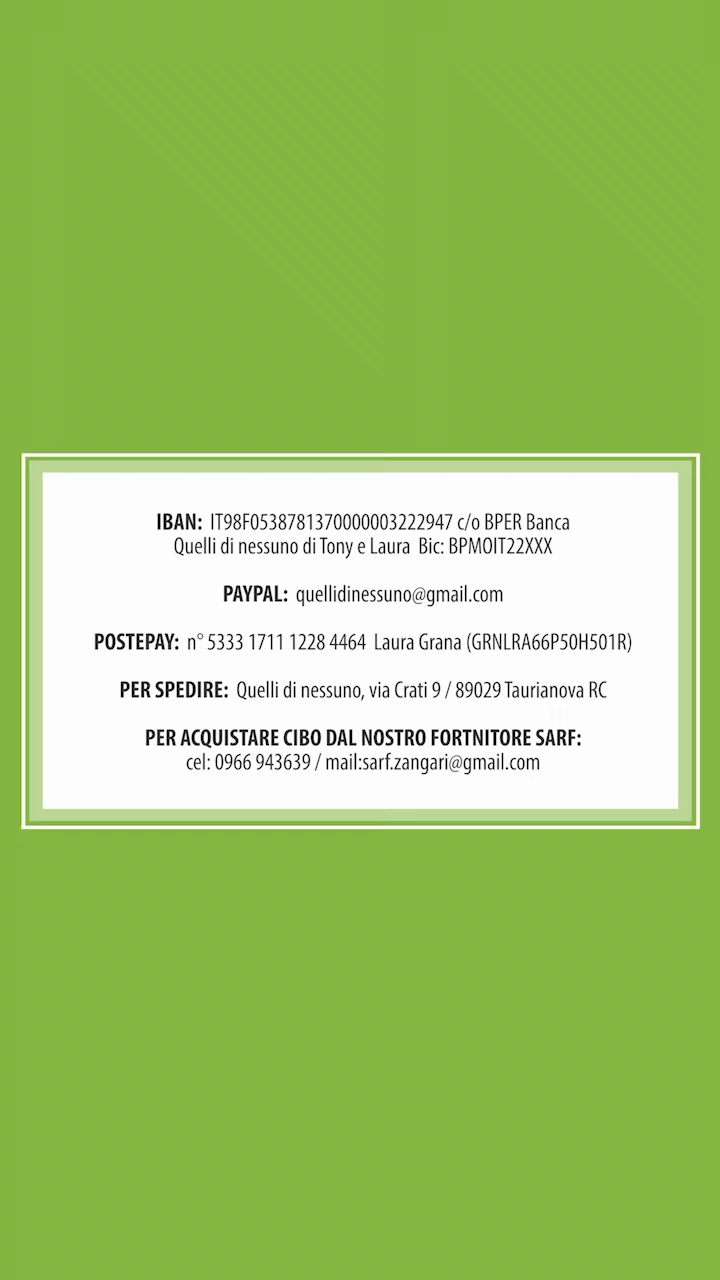 IBAN: IT98F0538781370000003222947 c/o BPER Banca
Quelli di nessuno di Tony e Laura Bic: BPMOIT22XXX
PAYPAL: quellidinessuno@gmail.com
POSTEPAY: n° 5333 1711 1228 4464 Laura Grana (GRNLRA66P50H501R)
PER SPEDIRE: Quelli di nessuno, via Crati 9 / 89029 Taurianova RC
PER ACQUISTARE CIBO DAL NOSTRO FORTNITORE SARF:
cel: 0966 943639 / mail:sarf.zangari@gmail.com